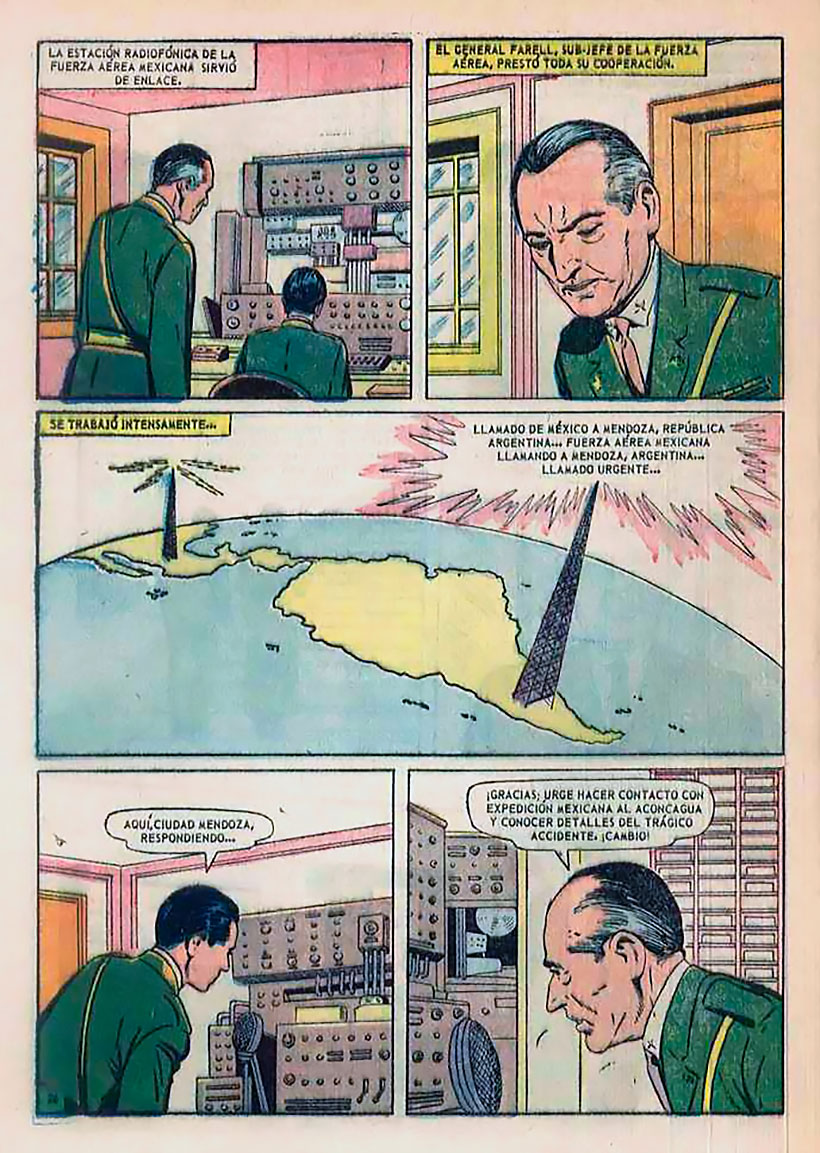 LA ESTACIÓN RADIOFÓNICA DE LA
FUERZA AÉREA MEXICANA SIRVIÓ
DE ENLACE.
EL GENERAL FARELL, SUB-JEFE DE LA FUERZA
AÉREA, PRESTÓ TODA SU COOPERACIÓN.
SE TRABAJÓ INTENSAMENTE...
LLAMADO DE MÉXICO A MENDOZA, REPÚBLICA
ARGENTINA... FUERZA AÉREA MEXICANA
LLAMANDO A MENDOZA, ARGENTINA...
LLAMADO URGENTE...
AQUÍ, CIUDAD MENDOZA,
RESPONDIENDO...
¡GRACIAS; URGE HACER CONTACTO CON
EXPEDICIÓN MEXICANA AL ACONCAGUA
Y CONOCER DETALLES DEL TRÁGICO
ACCIDENTE. ¡CAMBIO!